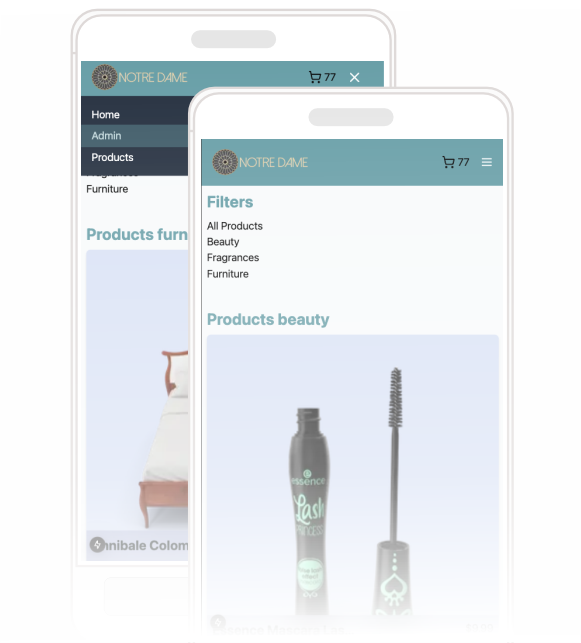 NOTRE DAME
77
Home
Admin
Products
Furniture
Products furn
nnibale Colom
NOTRE DAME
77
Filters
All Products
Beauty
Fragrances
Furniture
Products beauty
essence
Lash
PRINCESS